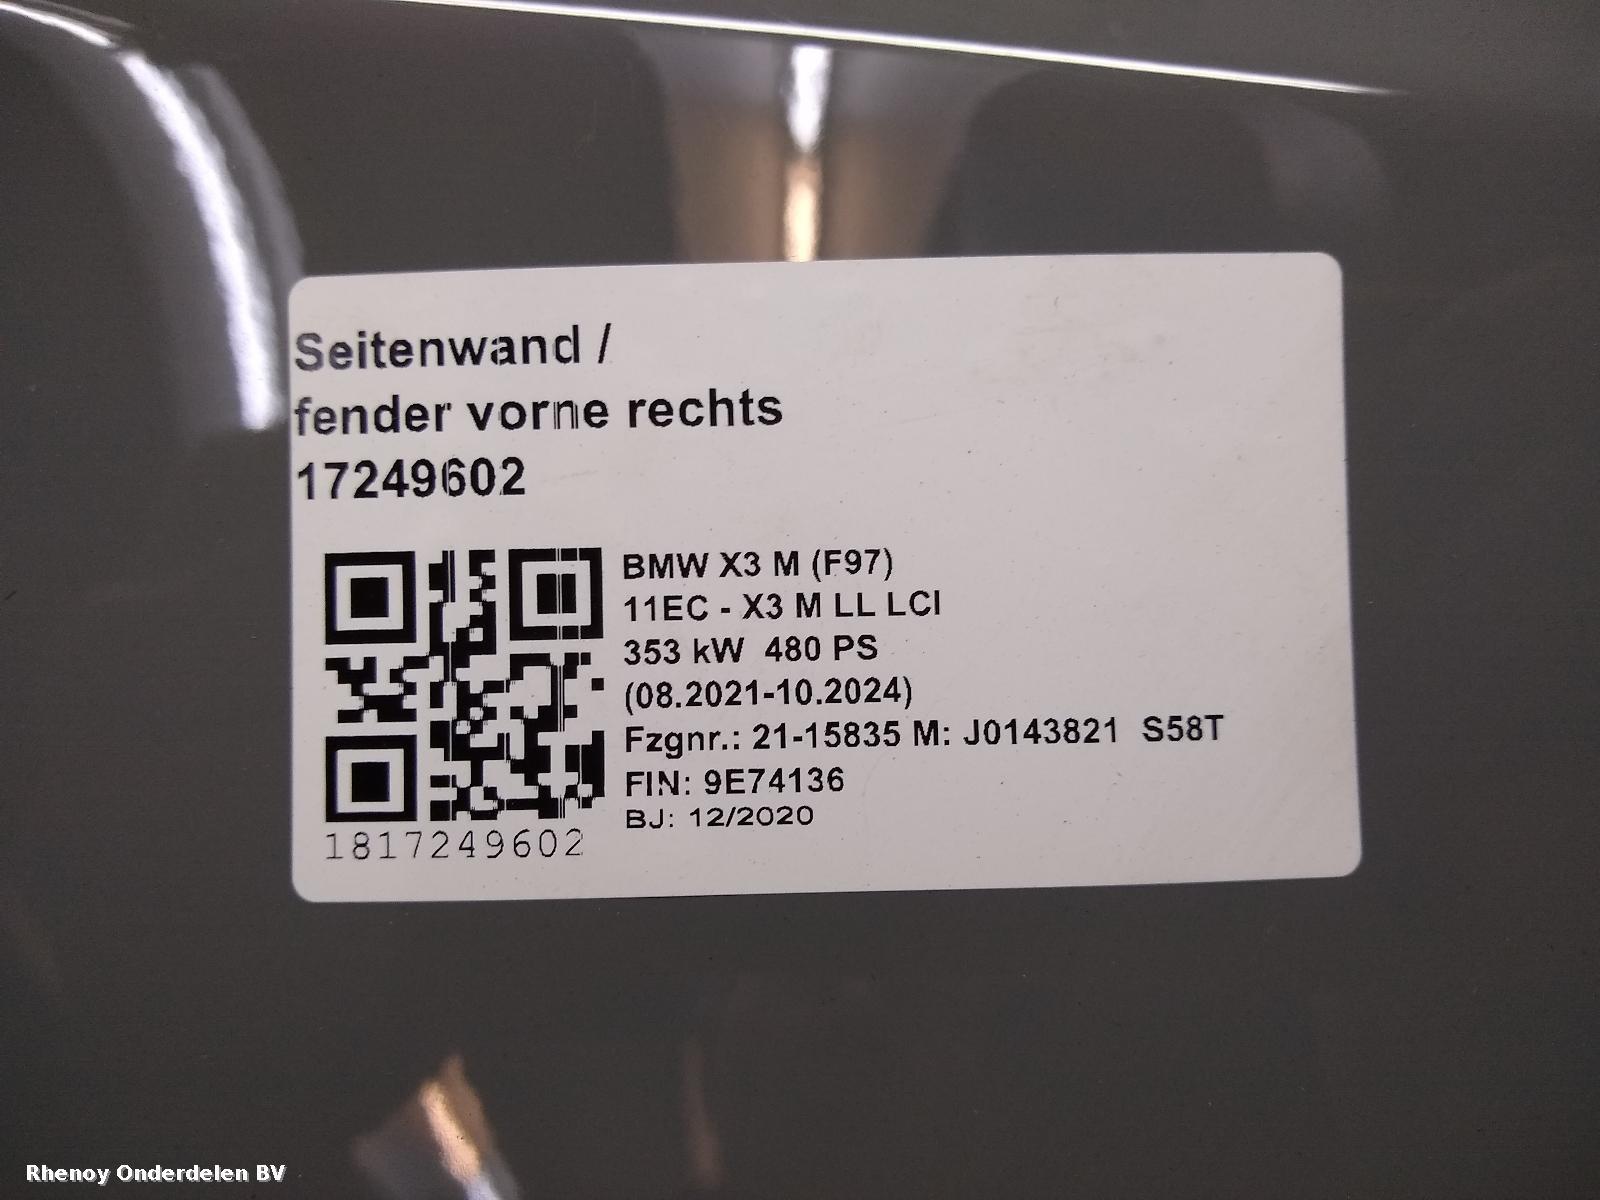 Seitenwand /
fender vorne rechts
17249602
BMW X3 M (F97)
11EC - X3 M LL LCI
353 kW 480 PS
(08.2021-10.2024)
Fzgnr.: 21-15835 M: J0143821 S58T
FIN: 9E74136
BJ: 12/2020
1817249602
Rhenoy Onderdelen BV